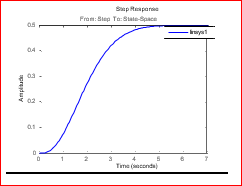 Step Response
From: Step To: State-Space
linsys1
Amplitude
0.5
0.4
0.3
0.2
0.1
0
0 1 2 3 4 5 6 7
Time (seconds)